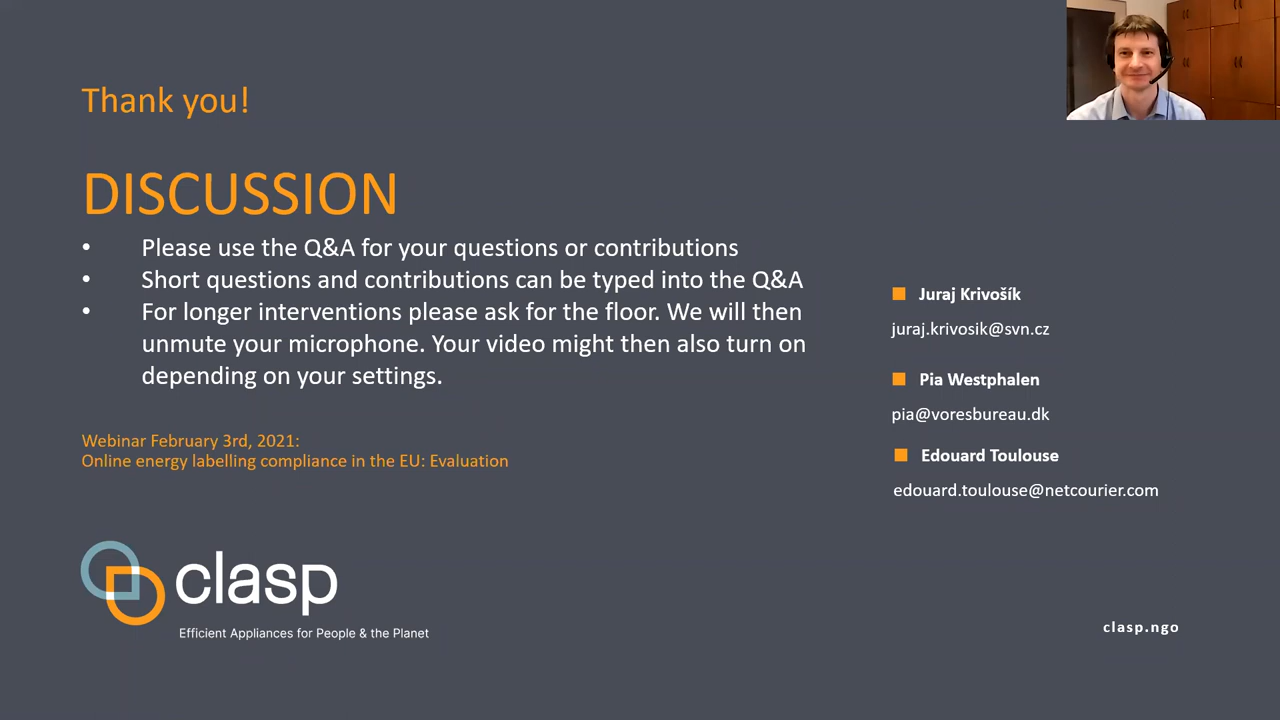 Thank you!
DISCUSSION
• Please use the Q&A for your questions or contributions
• Short questions and contributions can be typed into the Q&A
• For longer interventions please ask for the floor. We will then
unmute your microphone. Your video might then also turn on
depending on your settings.
Webinar February 3rd, 2021:
Online energy labelling compliance in the EU: Evaluation
Juraj Krivošík
juraj.krivosik@svn.cz
Pia Westphalen
pia@voresbureau.dk
Edouard Toulouse
edouard.toulouse@netcourier.com
clasp
Efficient Appliances for People & the Planet
clasp.ngo